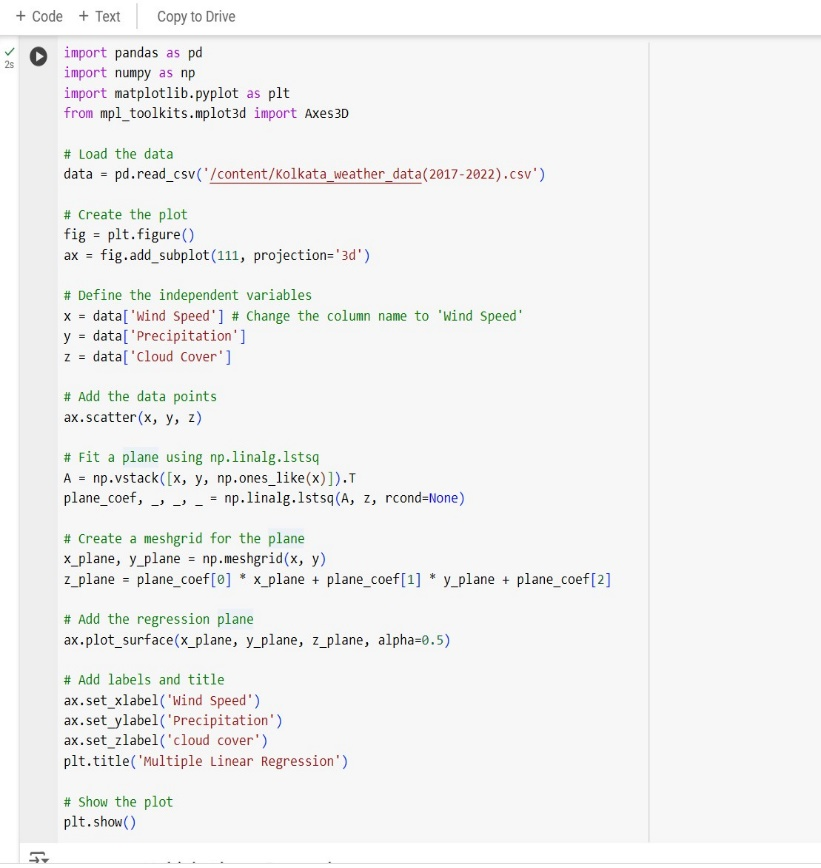 + Code + Text Copy to Drive
2s
import pandas as pd
import numpy as np
import matplotlib.pyplot as plt
from mpl_toolkits.mplot3d import Axes3D
# Load the data
data = pd.read_csv('/content/Kolkata_weather_data(2017-2022).csv')
# Create the plot
fig = plt.figure()
ax = fig.add_subplot(111, projection='3d')
# Define the independent variables
x = data['Wind Speed'] # Change the column name to 'Wind Speed'
y = data['Precipitation']
z = data['Cloud Cover']
# Add the data points
ax.scatter(x, y, z)
# Fit a plane using np.linalg.lstsq
A = np.vstack([x, y, np.ones_like(x)]).T
plane_coef, _, _, _ = np.linalg.lstsq(A, z, rcond=None)
# Create a meshgrid for the plane
x_plane, y_plane = np.meshgrid(x, y)
z_plane = plane_coef[0] * x_plane + plane_coef[1] * y_plane + plane_coef[2]
# Add the regression plane
ax.plot_surface(x_plane, y_plane, z_plane, alpha=0.5)
# Add labels and title
ax.set_xlabel('Wind Speed')
ax.set_ylabel('Precipitation')
ax.set_zlabel('cloud cover')
plt.title('Multiple Linear Regression')
# Show the plot
plt.show()